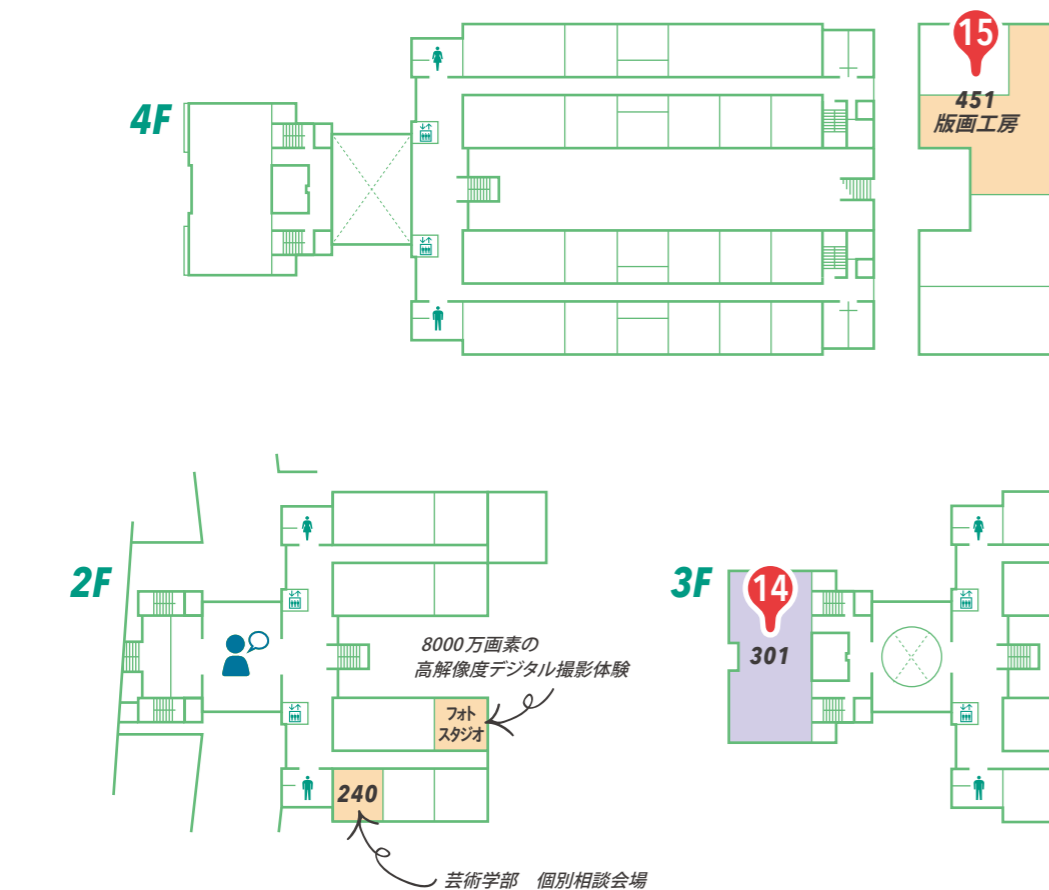 4F
15
451
版画工房
2F
8000万画素の
高解像度デジタル撮影体験
フォト
スタジオ
240
芸術学部　個別相談会場
3F
14
301